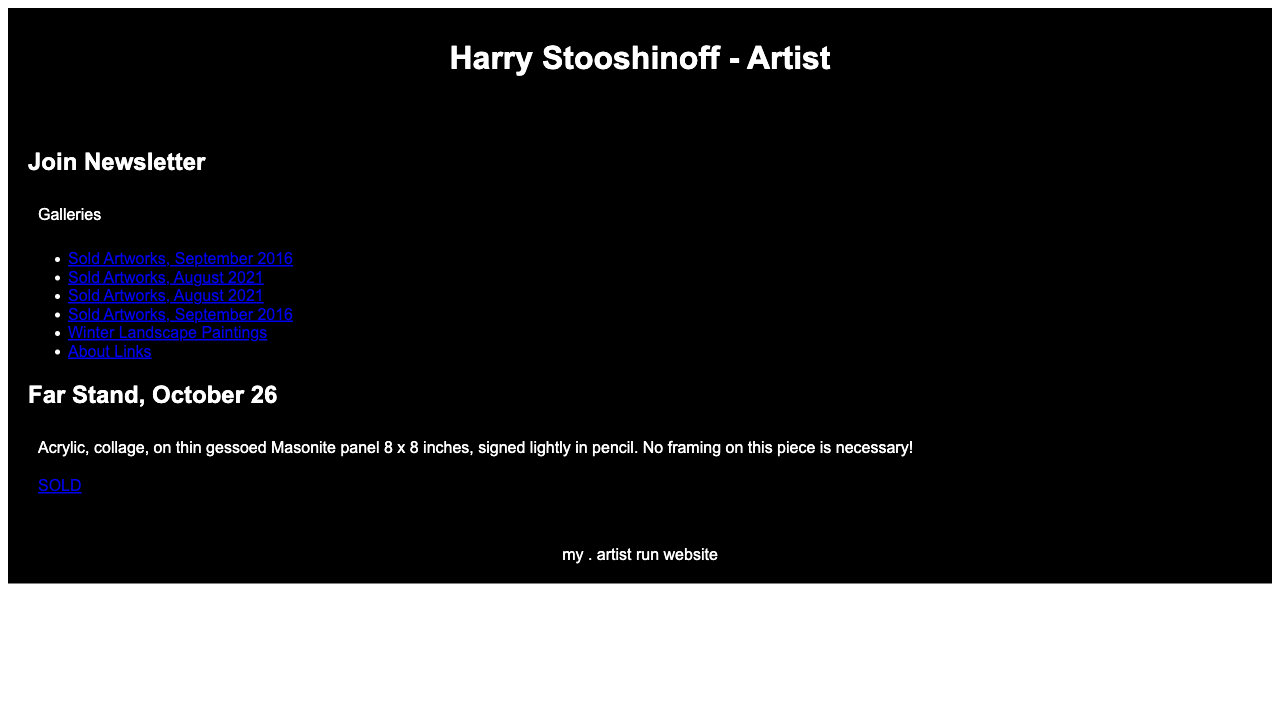 Harry Stooshinoff - Artist
Join Newsletter
Galleries
Sold Artworks, September 2016
Sold Artworks, August 2021
Sold Artworks, August 2021
Sold Artworks, September 2016
Winter Landscape Paintings
About Links
Far Stand, October 26
Acrylic, collage, on thin gessoed Masonite panel 8 x 8 inches, signed lightly in pencil. No framing on this piece is necessary!
SOLD
my . artist run website